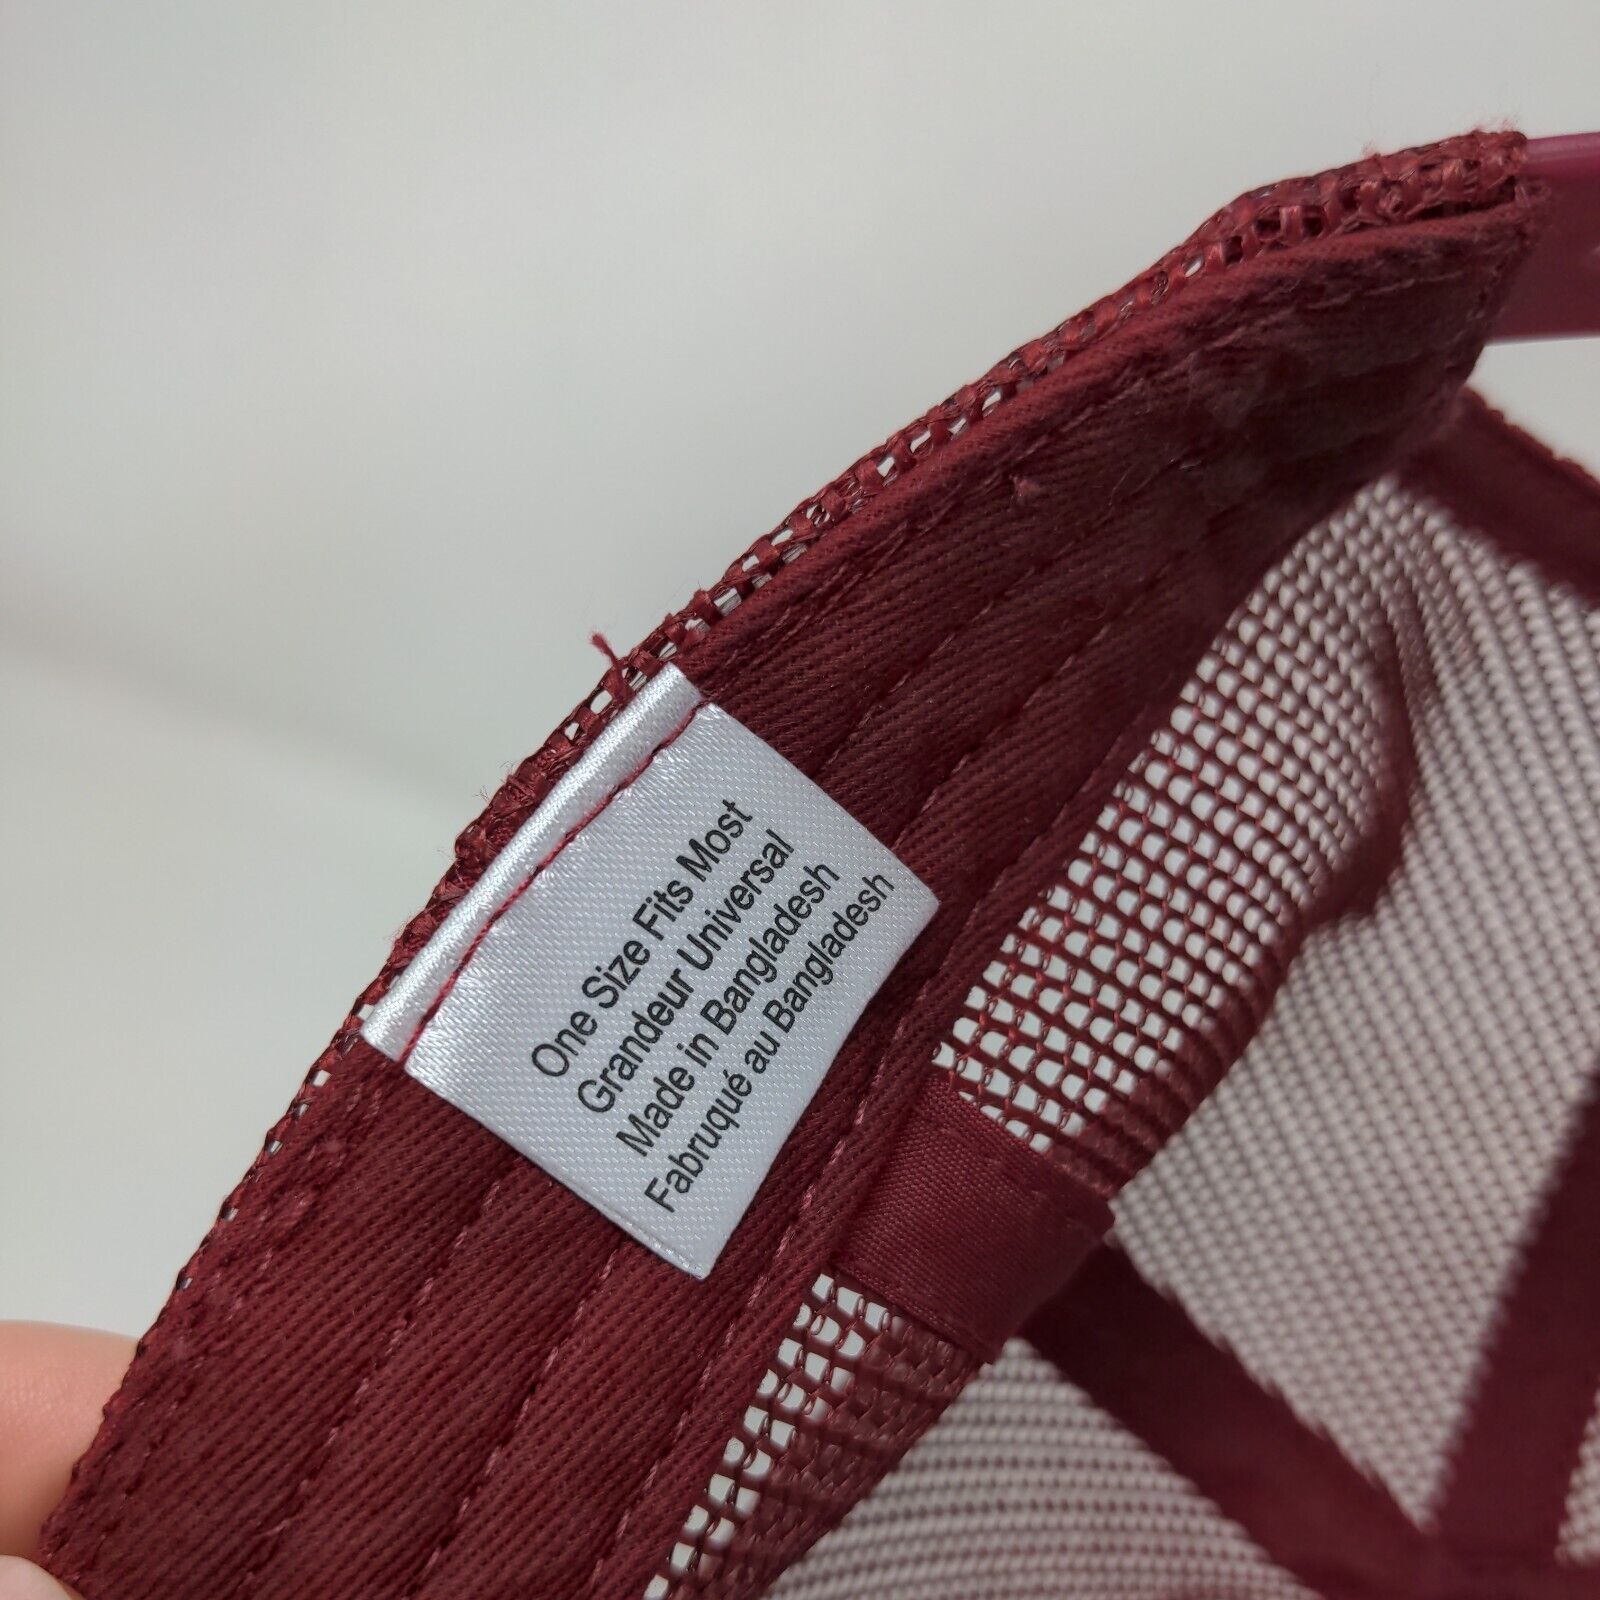 One Size Fits Most
Grandeur Universal
Made in Bangladesh
Fabruqué au Bangladesh